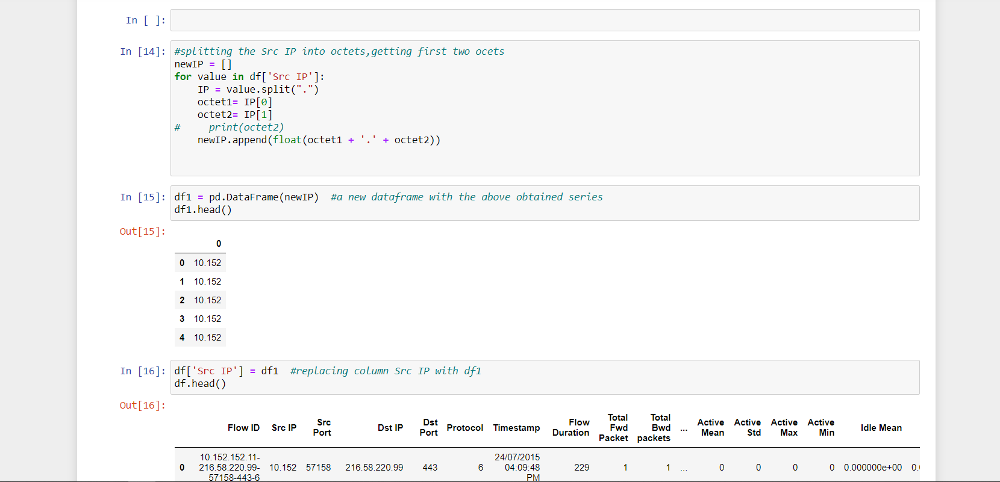 In [ ]:
In [14]: #splitting the Src IP into octets,getting first two ocets
newIP = []
for value in df['Src IP']:
    IP = value.split(".")
    octet1= IP[0]
    octet2= IP[1]
#     print(octet2)
    newIP.append(float(octet1 + '.' + octet2))
In [15]: df1 = pd.DataFrame(newIP)  #a new dataframe with the above obtained series
df1.head()
Out[15]:
0
0 10.152
1 10.152
2 10.152
3 10.152
4 10.152
In [16]: df['Src IP'] = df1  #replacing column Src IP with df1
df.head()
Out[16]:
Flow ID Src IP Src Port Dst IP Dst Port Protocol Timestamp Flow Duration Total Fwd Packet Total Bwd packets ... Active Mean Active Std Active Max Active Min Idle Mean
0 10.152.152.11-216.58.220.99-57158-443-6 10.152 57158 216.58.220.99 443 6 24/07/2015 04:09:48 PM 229 1 1 ... 0 0 0 0 0.000000e+00 0.